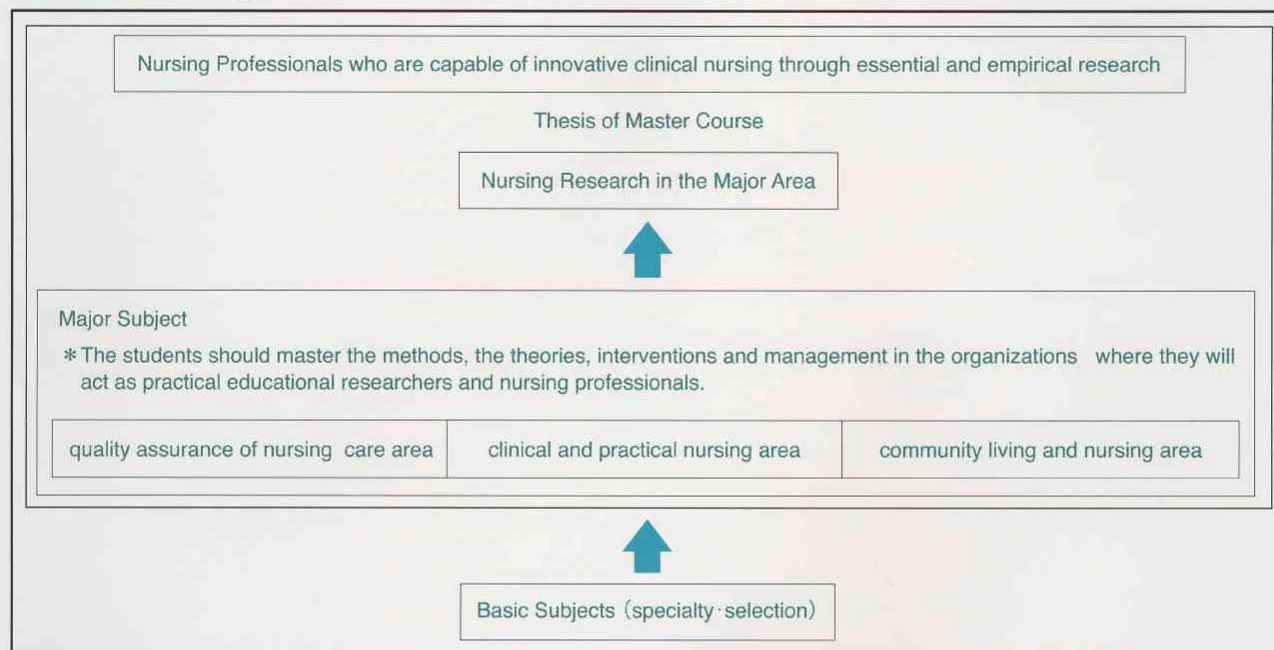 Nursing Professionals who are capable of innovative clinical nursing through essential and empirical research
Thesis of Master Course
Nursing Research in the Major Area
Major Subject
* The students should master the methods, the theories, interventions and management in the organizations where they will
act as practical educational researchers and nursing professionals.
quality assurance of nursing care area
clinical and practical nursing area
community living and nursing area
Basic Subjects (specialty·selection)